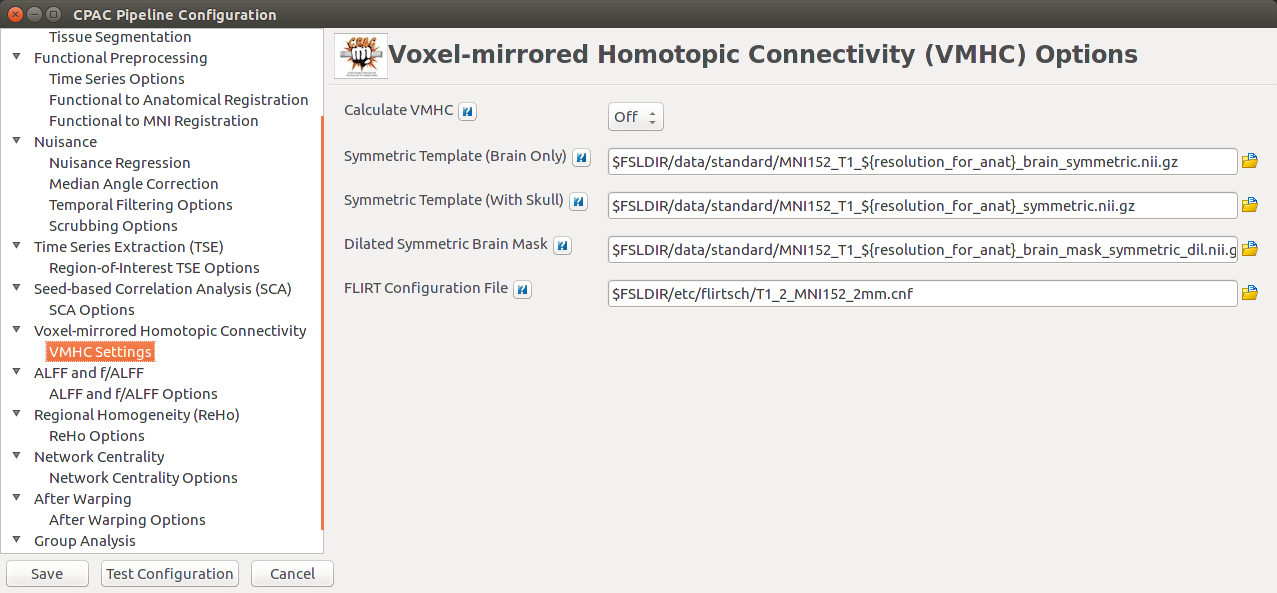 CPAC Pipeline Configuration
Tissue Segmentation
Functional Preprocessing
Time Series Options
Functional to Anatomical Registration
Functional to MNI Registration
Nuisance
Nuisance Regression
Median Angle Correction
Temporal Filtering Options
Scrubbing Options
Time Series Extraction (TSE)
Region-of-Interest TSE Options
Seed-based Correlation Analysis (SCA)
SCA Options
Voxel-mirrored Homotopic Connectivity
VMHC Settings
ALFF and f/ALFF
ALFF and f/ALFF Options
Regional Homogeneity (ReHo)
ReHo Options
Network Centrality
Network Centrality Options
After Warping
After Warping Options
Group Analysis
Save Test Configuration Cancel
CPAC
Voxel-mirrored Homotopic Connectivity (VMHC) Options
Calculate VMHC ? Off
Symmetric Template (Brain Only) ? $FSLDIR/data/standard/MNI152_T1_${resolution_for_anat}_brain_symmetric.nii.gz
Symmetric Template (With Skull) ? $FSLDIR/data/standard/MNI152_T1_${resolution_for_anat}_symmetric.nii.gz
Dilated Symmetric Brain Mask ? $FSLDIR/data/standard/MNI152_T1_${resolution_for_anat}_brain_mask_symmetric_dil.nii.g
FLIRT Configuration File ? $FSLDIR/etc/flirtsch/T1_2_MNI152_2mm.cnf